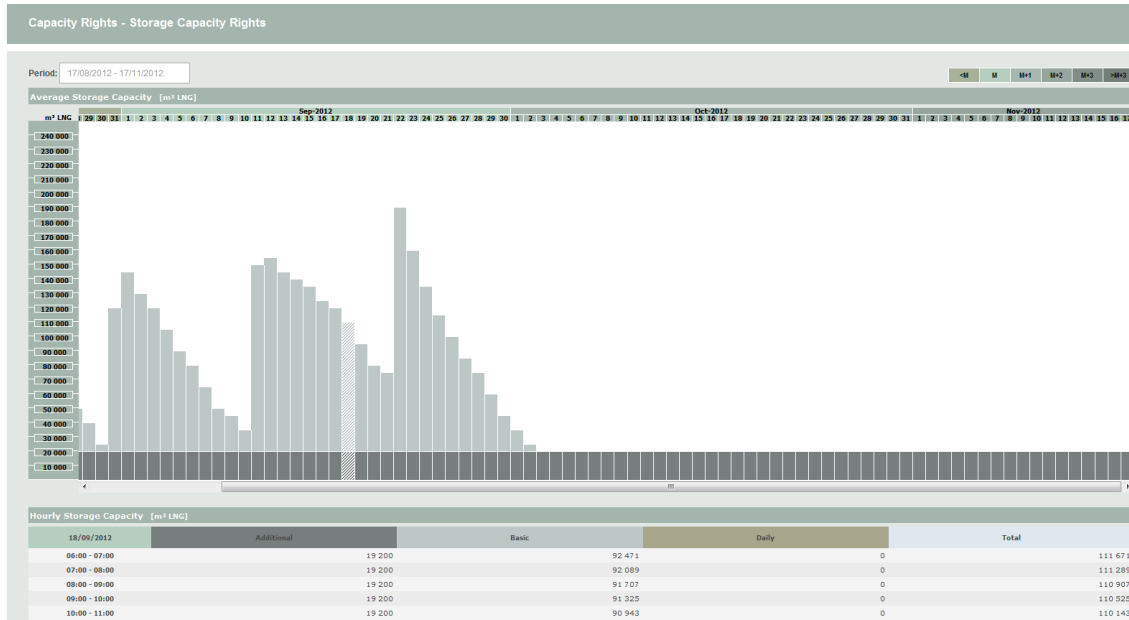 Capacity Rights - Storage Capacity Rights
Period: 17/08/2012 - 17/11/2012
<M M M+1 M+2 M+3 >M+3
Average Storage Capacity [m³ LNG]
Sep-2012 Oct-2012 Nov-2012
m³ LNG 29 30 31 1 2 3 4 5 6 7 8 9 10 11 12 13 14 15 16 17 18 19 20 21 22 23 24 25 26 27 28 29 30 1 2 3 4 5 6 7 8 9 10 11 12 13 14 15 16 17 18 19 20 21 22 23 24 25 26 27 28 29 30 31 1 2 3 4 5 6 7 8 9 10 11 12 13 14 15 16 17
240 000
230 000
220 000
210 000
200 000
190 000
180 000
170 000
160 000
150 000
140 000
130 000
120 000
110 000
100 000
90 000
80 000
70 000
60 000
50 000
40 000
30 000
20 000
10 000
Hourly Storage Capacity [m³ LNG]
18/09/2012 Additional Basic Daily Total
06:00 - 07:00 19 200 92 471 0 111 671
07:00 - 08:00 19 200 92 089 0 111 289
08:00 - 09:00 19 200 91 707 0 110 907
09:00 - 10:00 19 200 91 325 0 110 525
10:00 - 11:00 19 200 90 943 0 110 143